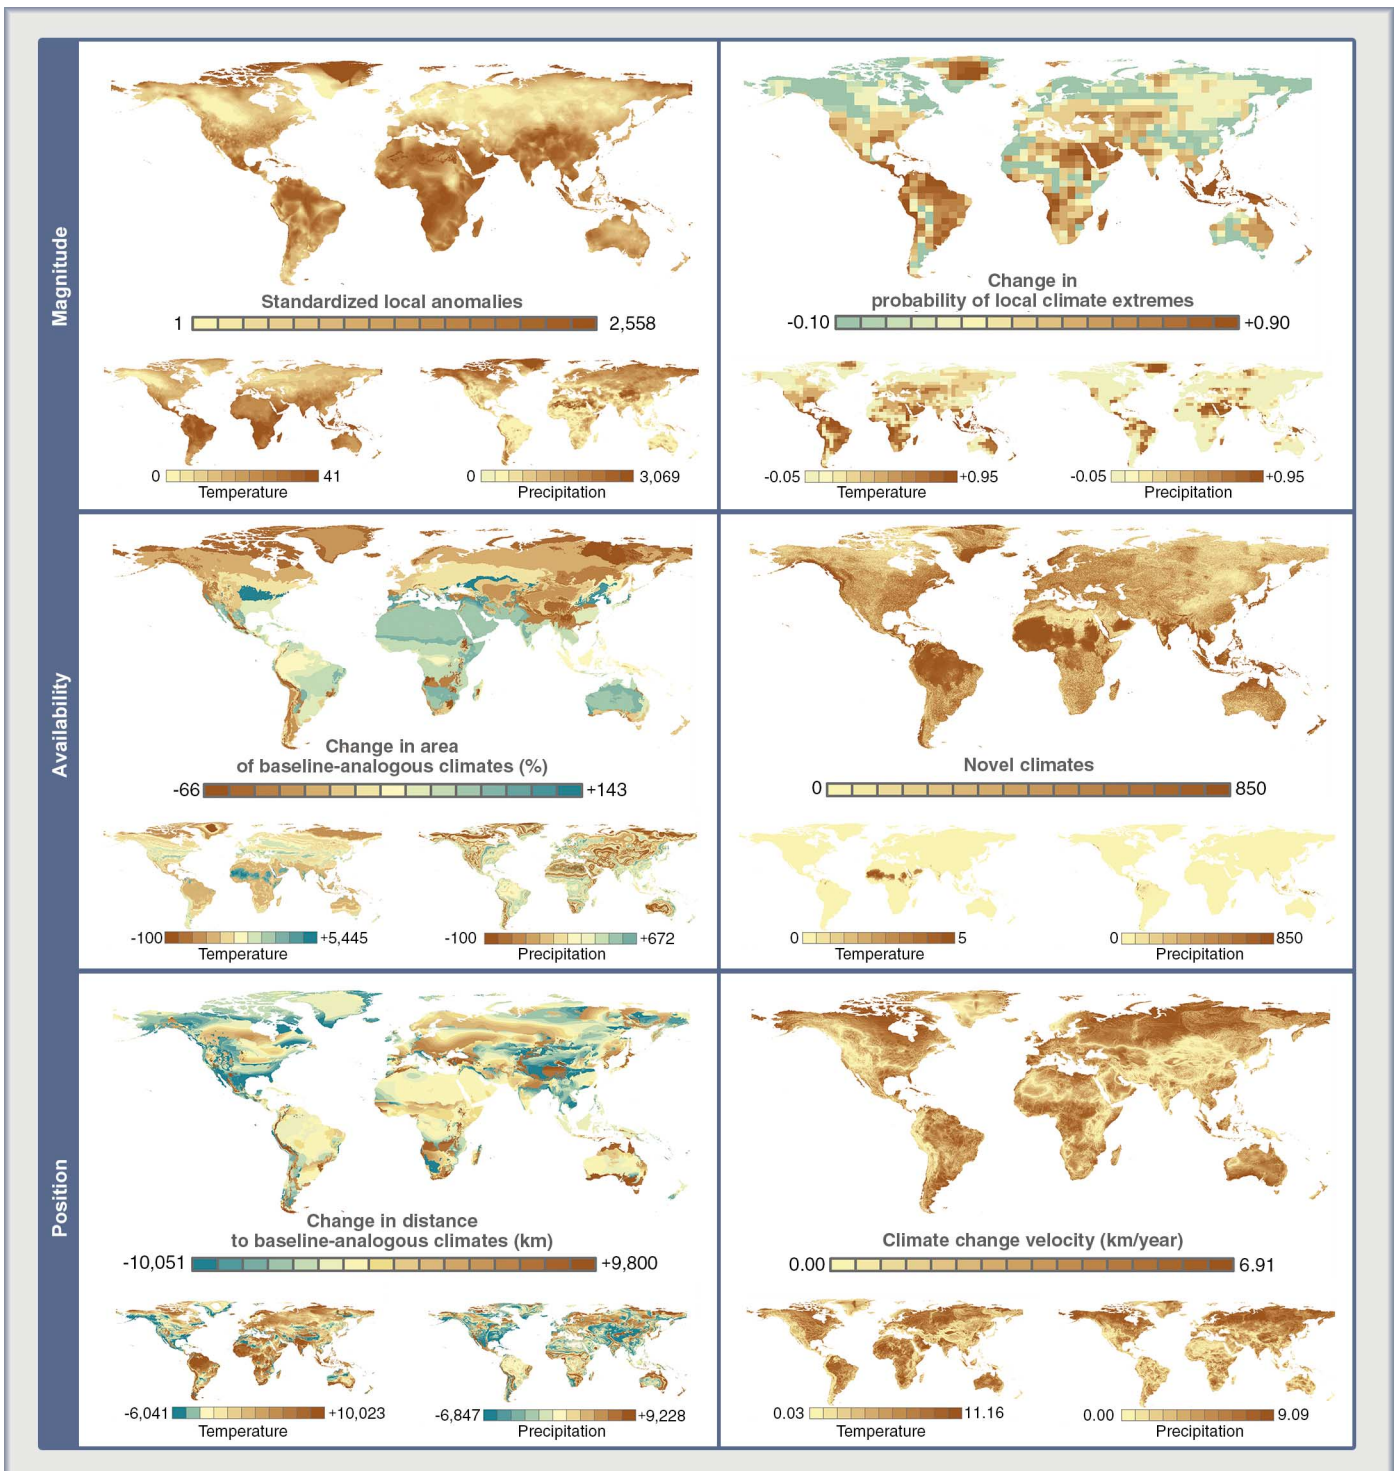 Magnitude
Standardized local anomalies
1 2,558
0 41
Temperature
0 3,069
Precipitation
Change in
probability of local climate extremes
-0.10 +0.90
-0.05 +0.95
Temperature
-0.05 +0.95
Precipitation
Availability
Change in area
of baseline-analogous climates (%)
-66 +143
-100 +5,445
Temperature
-100 +672
Precipitation
Novel climates
0 850
0 5
Temperature
0 850
Precipitation
Position
Change in distance
to baseline-analogous climates (km)
-10,051 +9,800
-6,041 +10,023
Temperature
-6,847 +9,228
Precipitation
Climate change velocity (km/year)
0.00 6.91
0.03 11.16
Temperature
0.00 9.09
Precipitation